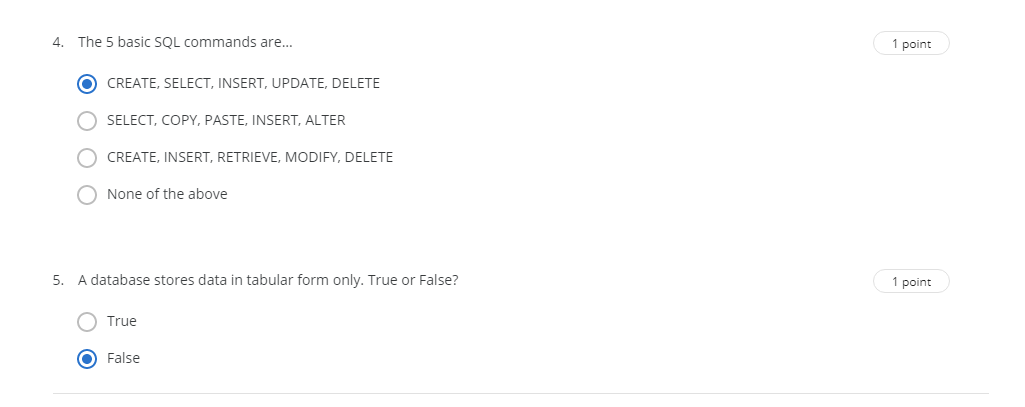 4. The 5 basic SQL commands are... 1 point
CREATE, SELECT, INSERT, UPDATE, DELETE
SELECT, COPY, PASTE, INSERT, ALTER
CREATE, INSERT, RETRIEVE, MODIFY, DELETE
None of the above
5. A database stores data in tabular form only. True or False? 1 point
True
False